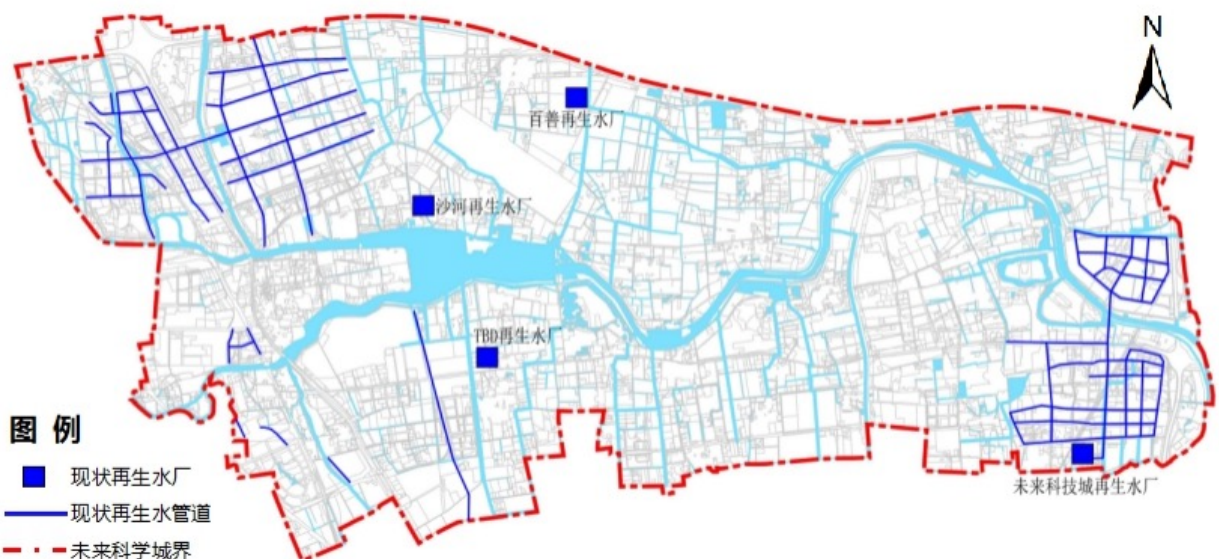 N
百善再生水厂
沙河再生水厂
TBD再生水厂
未来科技城再生水厂
图 例
现状再生水厂
现状再生水管道
未来科学城界